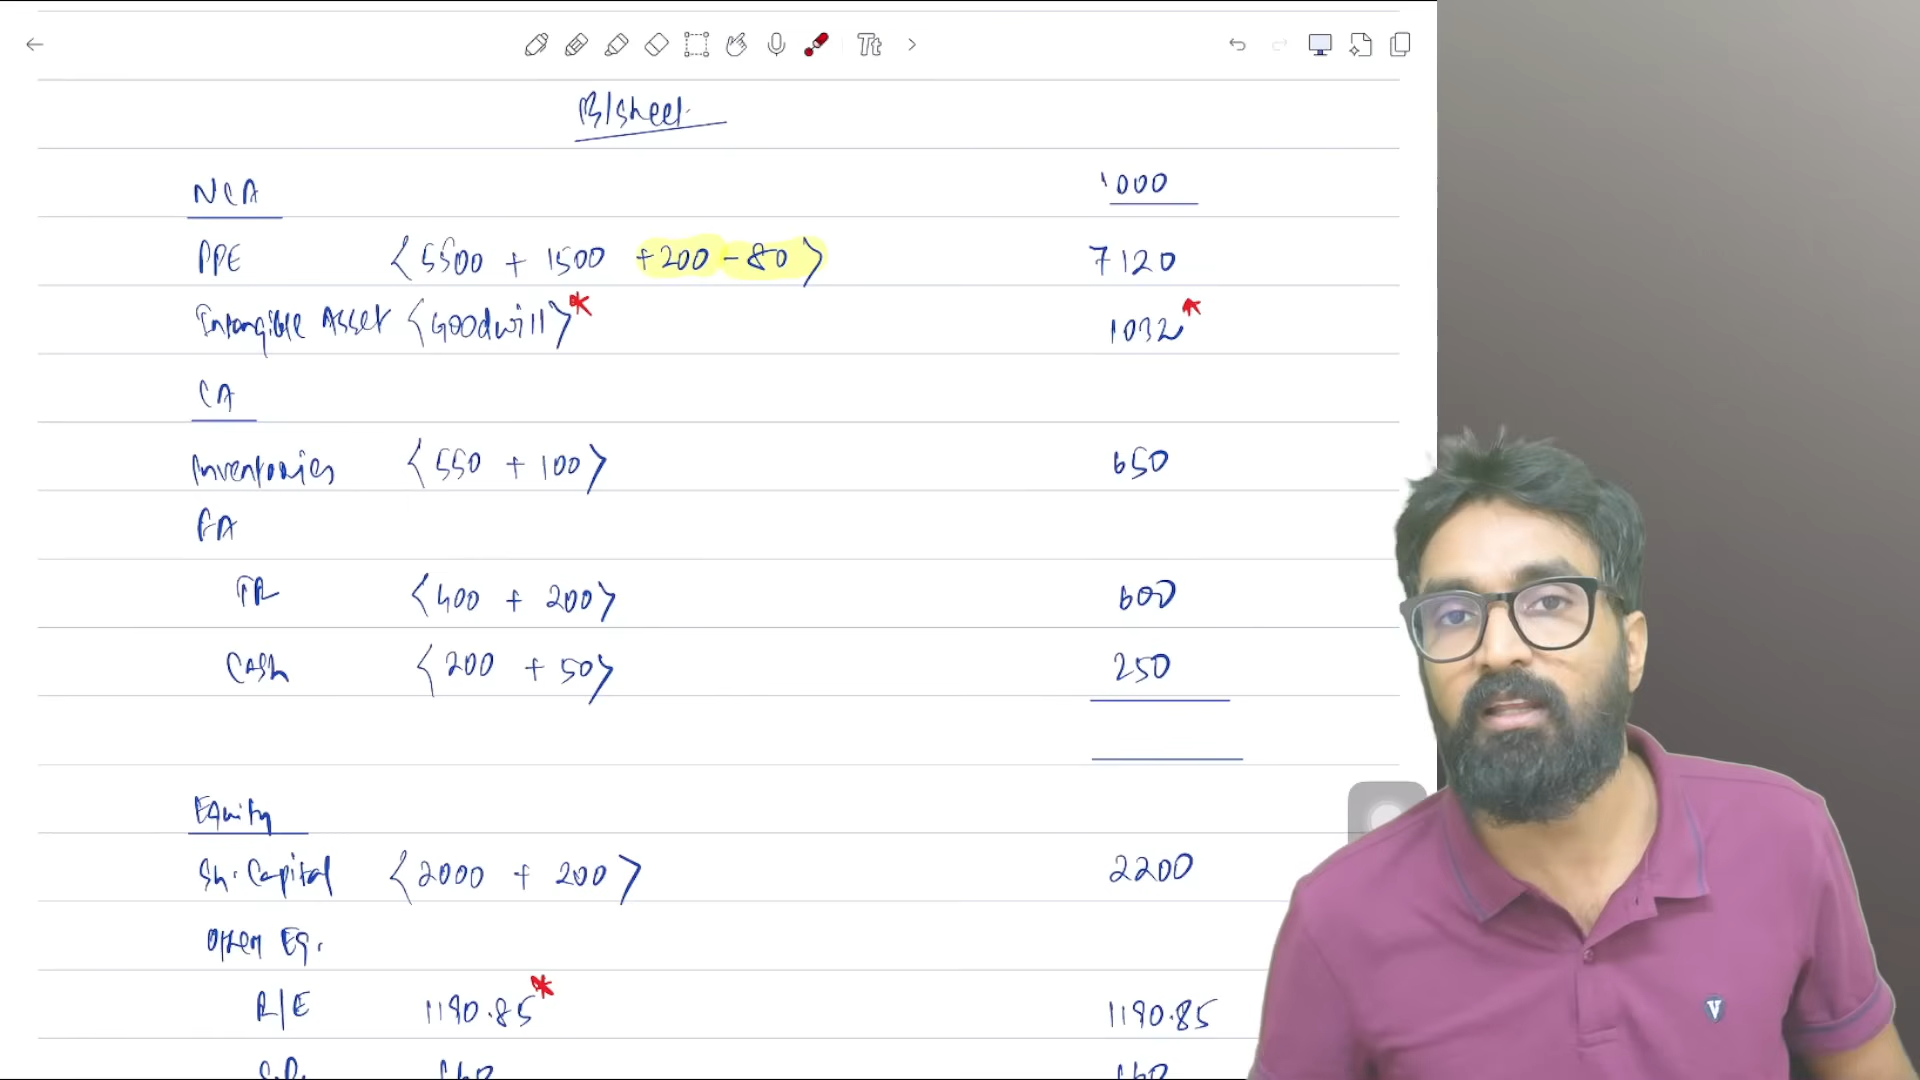 Tt
B/Sheet
NCA 1000
PPE <5500 + 1500 +200 -80> 7120
Intangible Asset <Goodwill>* 1032*
CA
Inventories <550 + 100> 650
FA
TR <400 + 200> 600
Cash <200 + 50> 250
Equity
Sh. Capital <2000 + 200> 2200
Other Eq.
R/E 1190.85* 1190.85
V